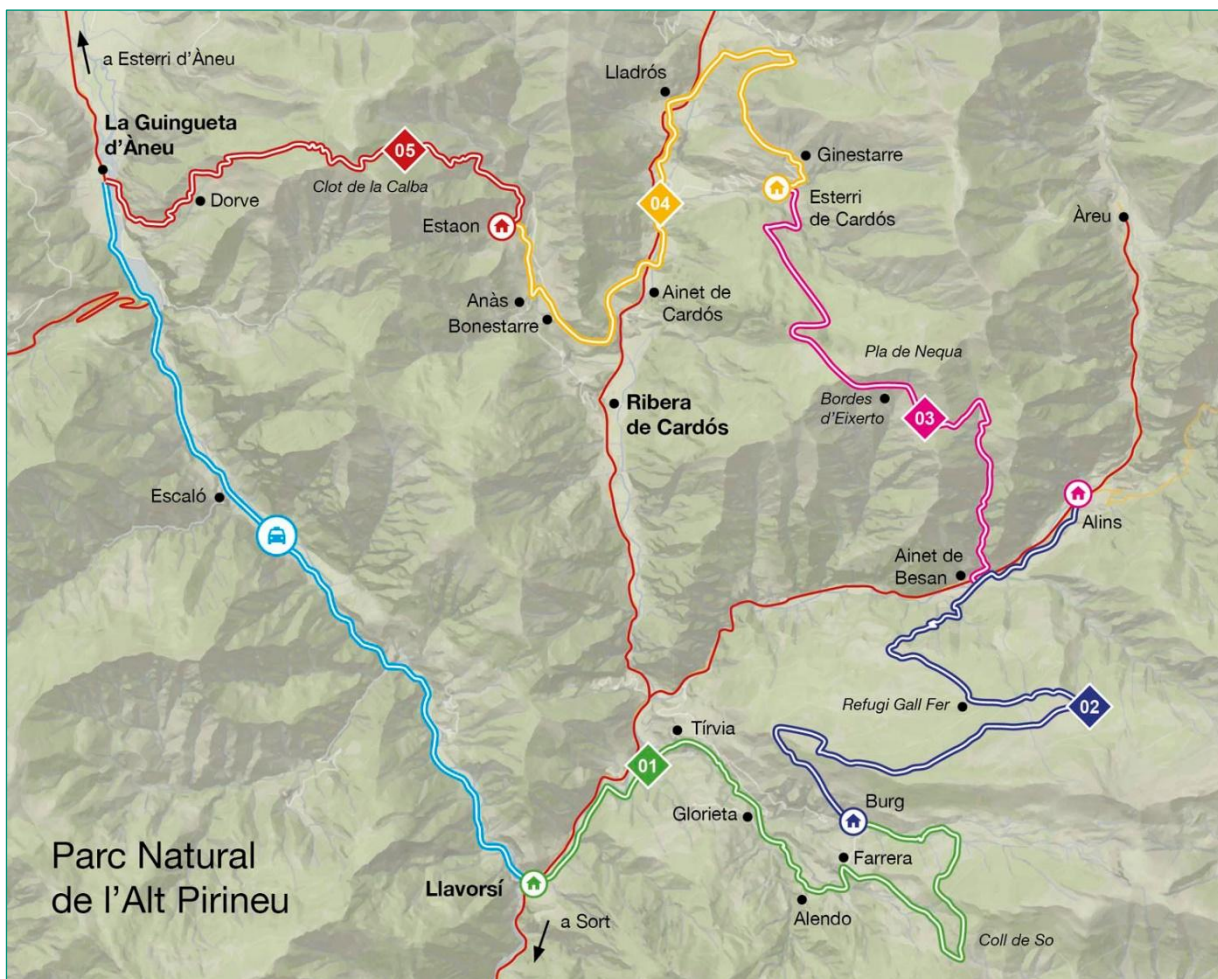 a Esterri d'Àneu
La Guingueta
d'Àneu
Dorve
Clot de la Calba
05
Estaon
Anàs
Bonestarre
Lladrós
04
Ainet de
Cardós
Ginestarre
Esterri
de Cardós
Àreu
Pla de Nequa
Bordes
d'Eixerto
03
Ribera
de Cardós
Escaló
Alins
Ainet de
Besan
Refugi Gall Fer
02
Tírvia
01
Glorieta
Burg
Farrera
Alendo
Coll de So
Llavorsí
a Sort
Parc Natural
de l'Alt Pirineu